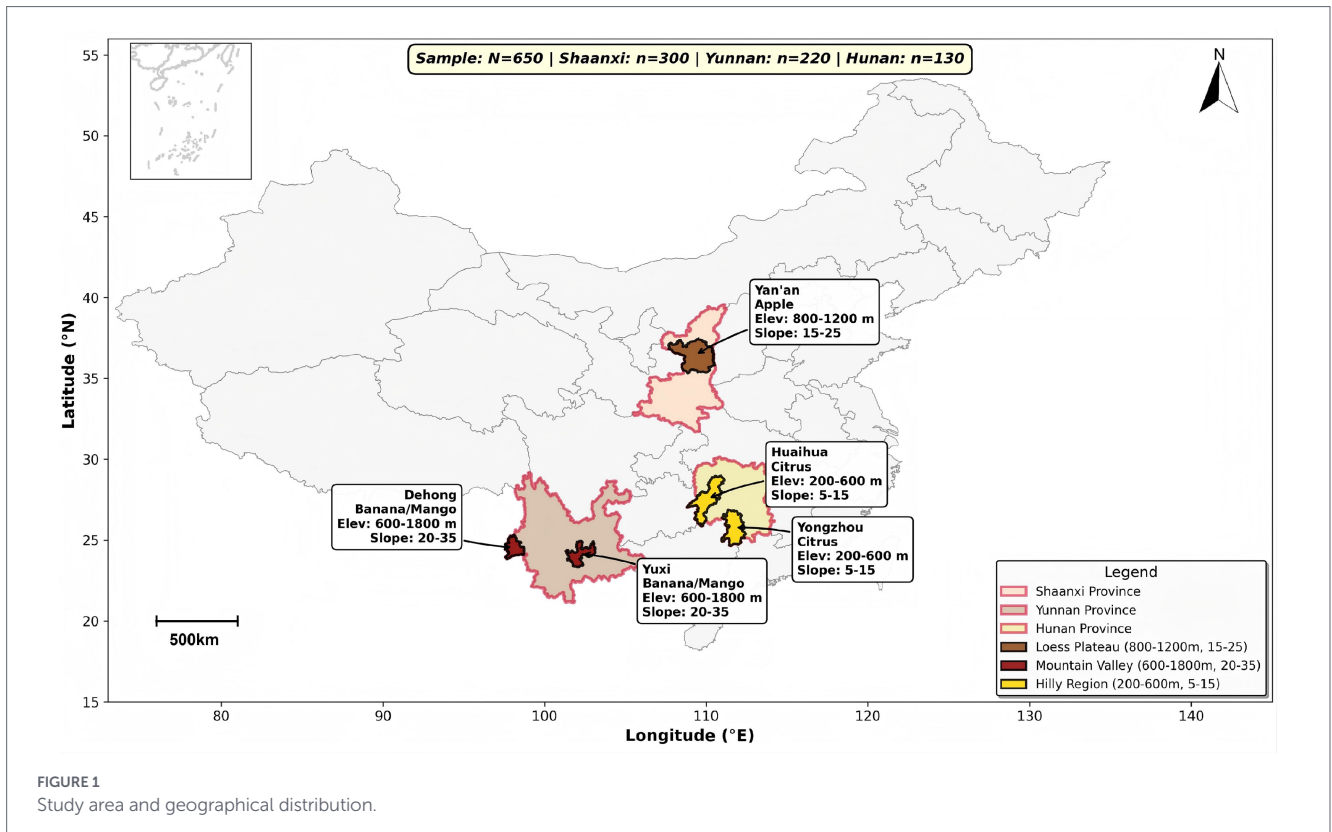 Sample: N=650 | Shaanxi: n=300 | Yunnan: n=220 | Hunan: n=130
N
55
50
45
40
35
30
25
20
15
Latitude (°N)
Yan'an
Apple
Elev: 800-1200 m
Slope: 15-25
Huaihua
Citrus
Elev: 200-600 m
Slope: 5-15
Dehong
Banana/Mango
Elev: 600-1800 m
Slope: 20-35
Yongzhou
Citrus
Elev: 200-600 m
Slope: 5-15
Yuxi
Banana/Mango
Elev: 600-1800 m
Slope: 20-35
500km
Legend
Shaanxi Province
Yunnan Province
Hunan Province
Loess Plateau (800-1200m, 15-25)
Mountain Valley (600-1800m, 20-35)
Hilly Region (200-600m, 5-15)
80 90 100 110 120 130 140
Longitude (°E)
FIGURE 1
Study area and geographical distribution.